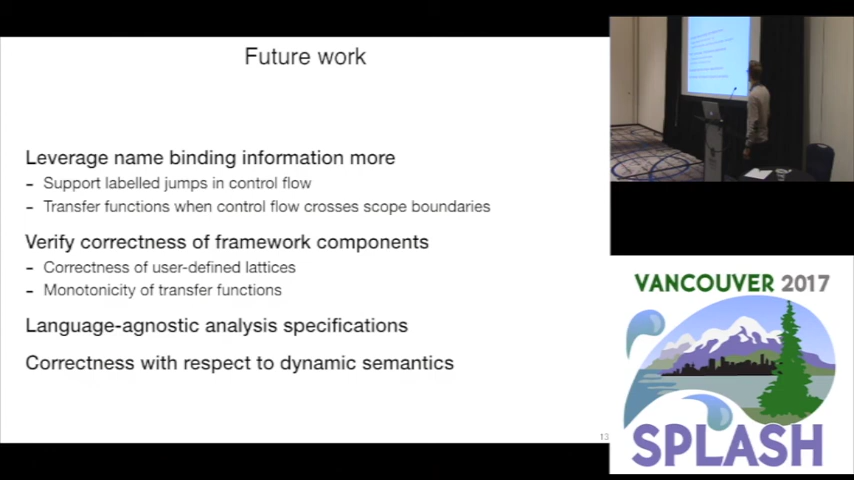 Future work
Leverage name binding information more
- Support labelled jumps in control flow
- Transfer functions when control flow crosses scope boundaries
Verify correctness of framework components
- Correctness of user-defined lattices
- Monotonicity of transfer functions
Language-agnostic analysis specifications
Correctness with respect to dynamic semantics
13
VANCOUVER 2017
SPLASH